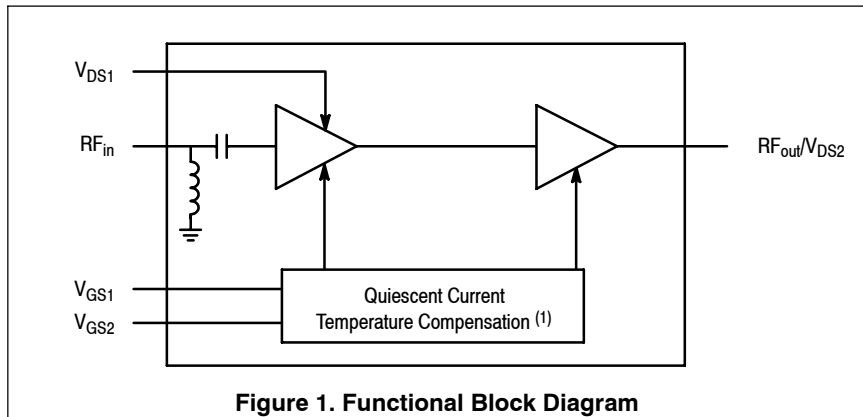 V_DS1
RF_in
RF_out/V_DS2
V_GS1
V_GS2
Quiescent Current
Temperature Compensation (1)
Figure 1. Functional Block Diagram